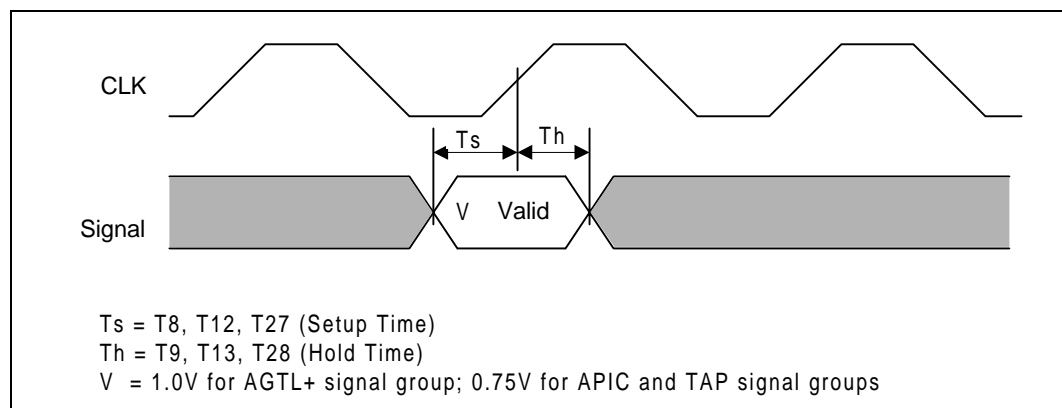 CLK
Ts Th
V Valid
Signal
Ts = T8, T12, T27 (Setup Time)
Th = T9, T13, T28 (Hold Time)
V = 1.0V for AGTL+ signal group; 0.75V for APIC and TAP signal groups